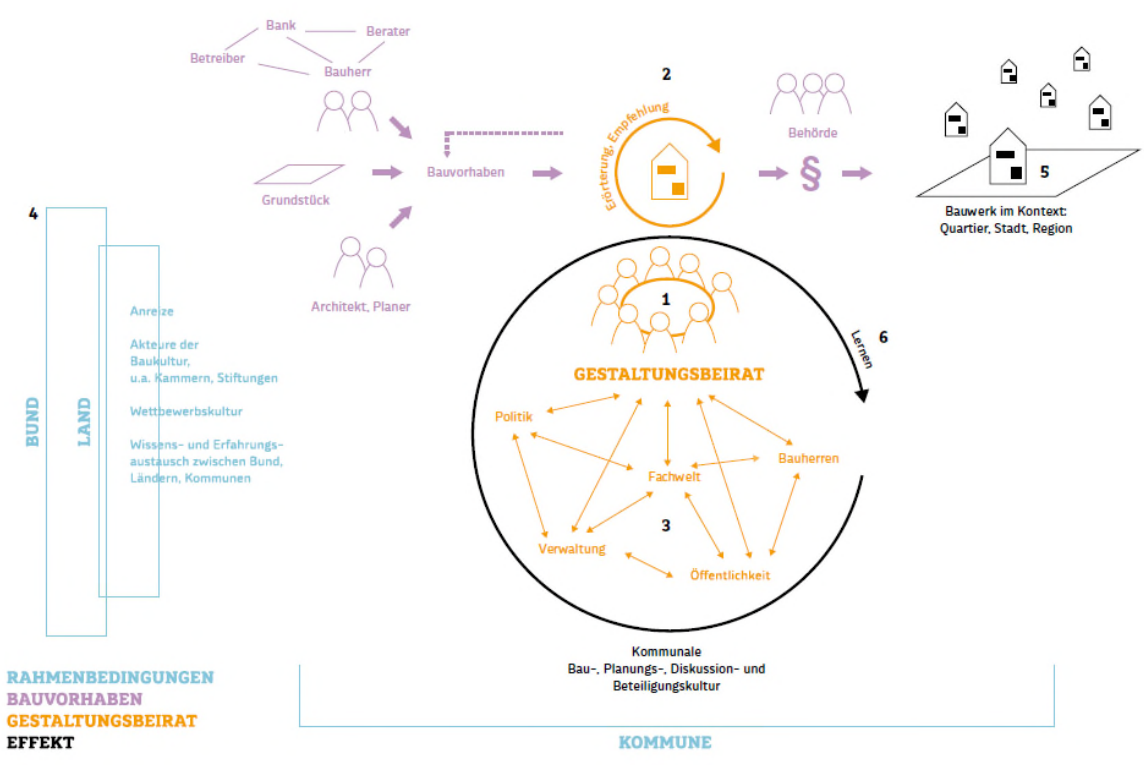 Bank
Berater
Betreiber
Bauherr
Grundstück
Architekt, Planer
Bauvorhaben
2
Erörterung, Empfehlung
Behörde
§
5
Bauwerk im Kontext:
Quartier, Stadt, Region
4
BUND
LAND
Anreize
Akteure der
Baukultur,
u.a. Kammern, Stiftungen
Wettbewerbskultur
Wissens- und Erfahrungs-
austausch zwischen Bund,
Ländern, Kommunen
1
GESTALTUNGSBEIRAT
Lernen
6
Politik
Bauherren
Fachwelt
3
Verwaltung
Öffentlichkeit
Kommunale
Bau-, Planungs-, Diskussion- und
Beteiligungskultur
RAHMENBEDINGUNGEN
BAUVORHABEN
GESTALTUNGSBEIRAT
EFFEKT
KOMMUNE